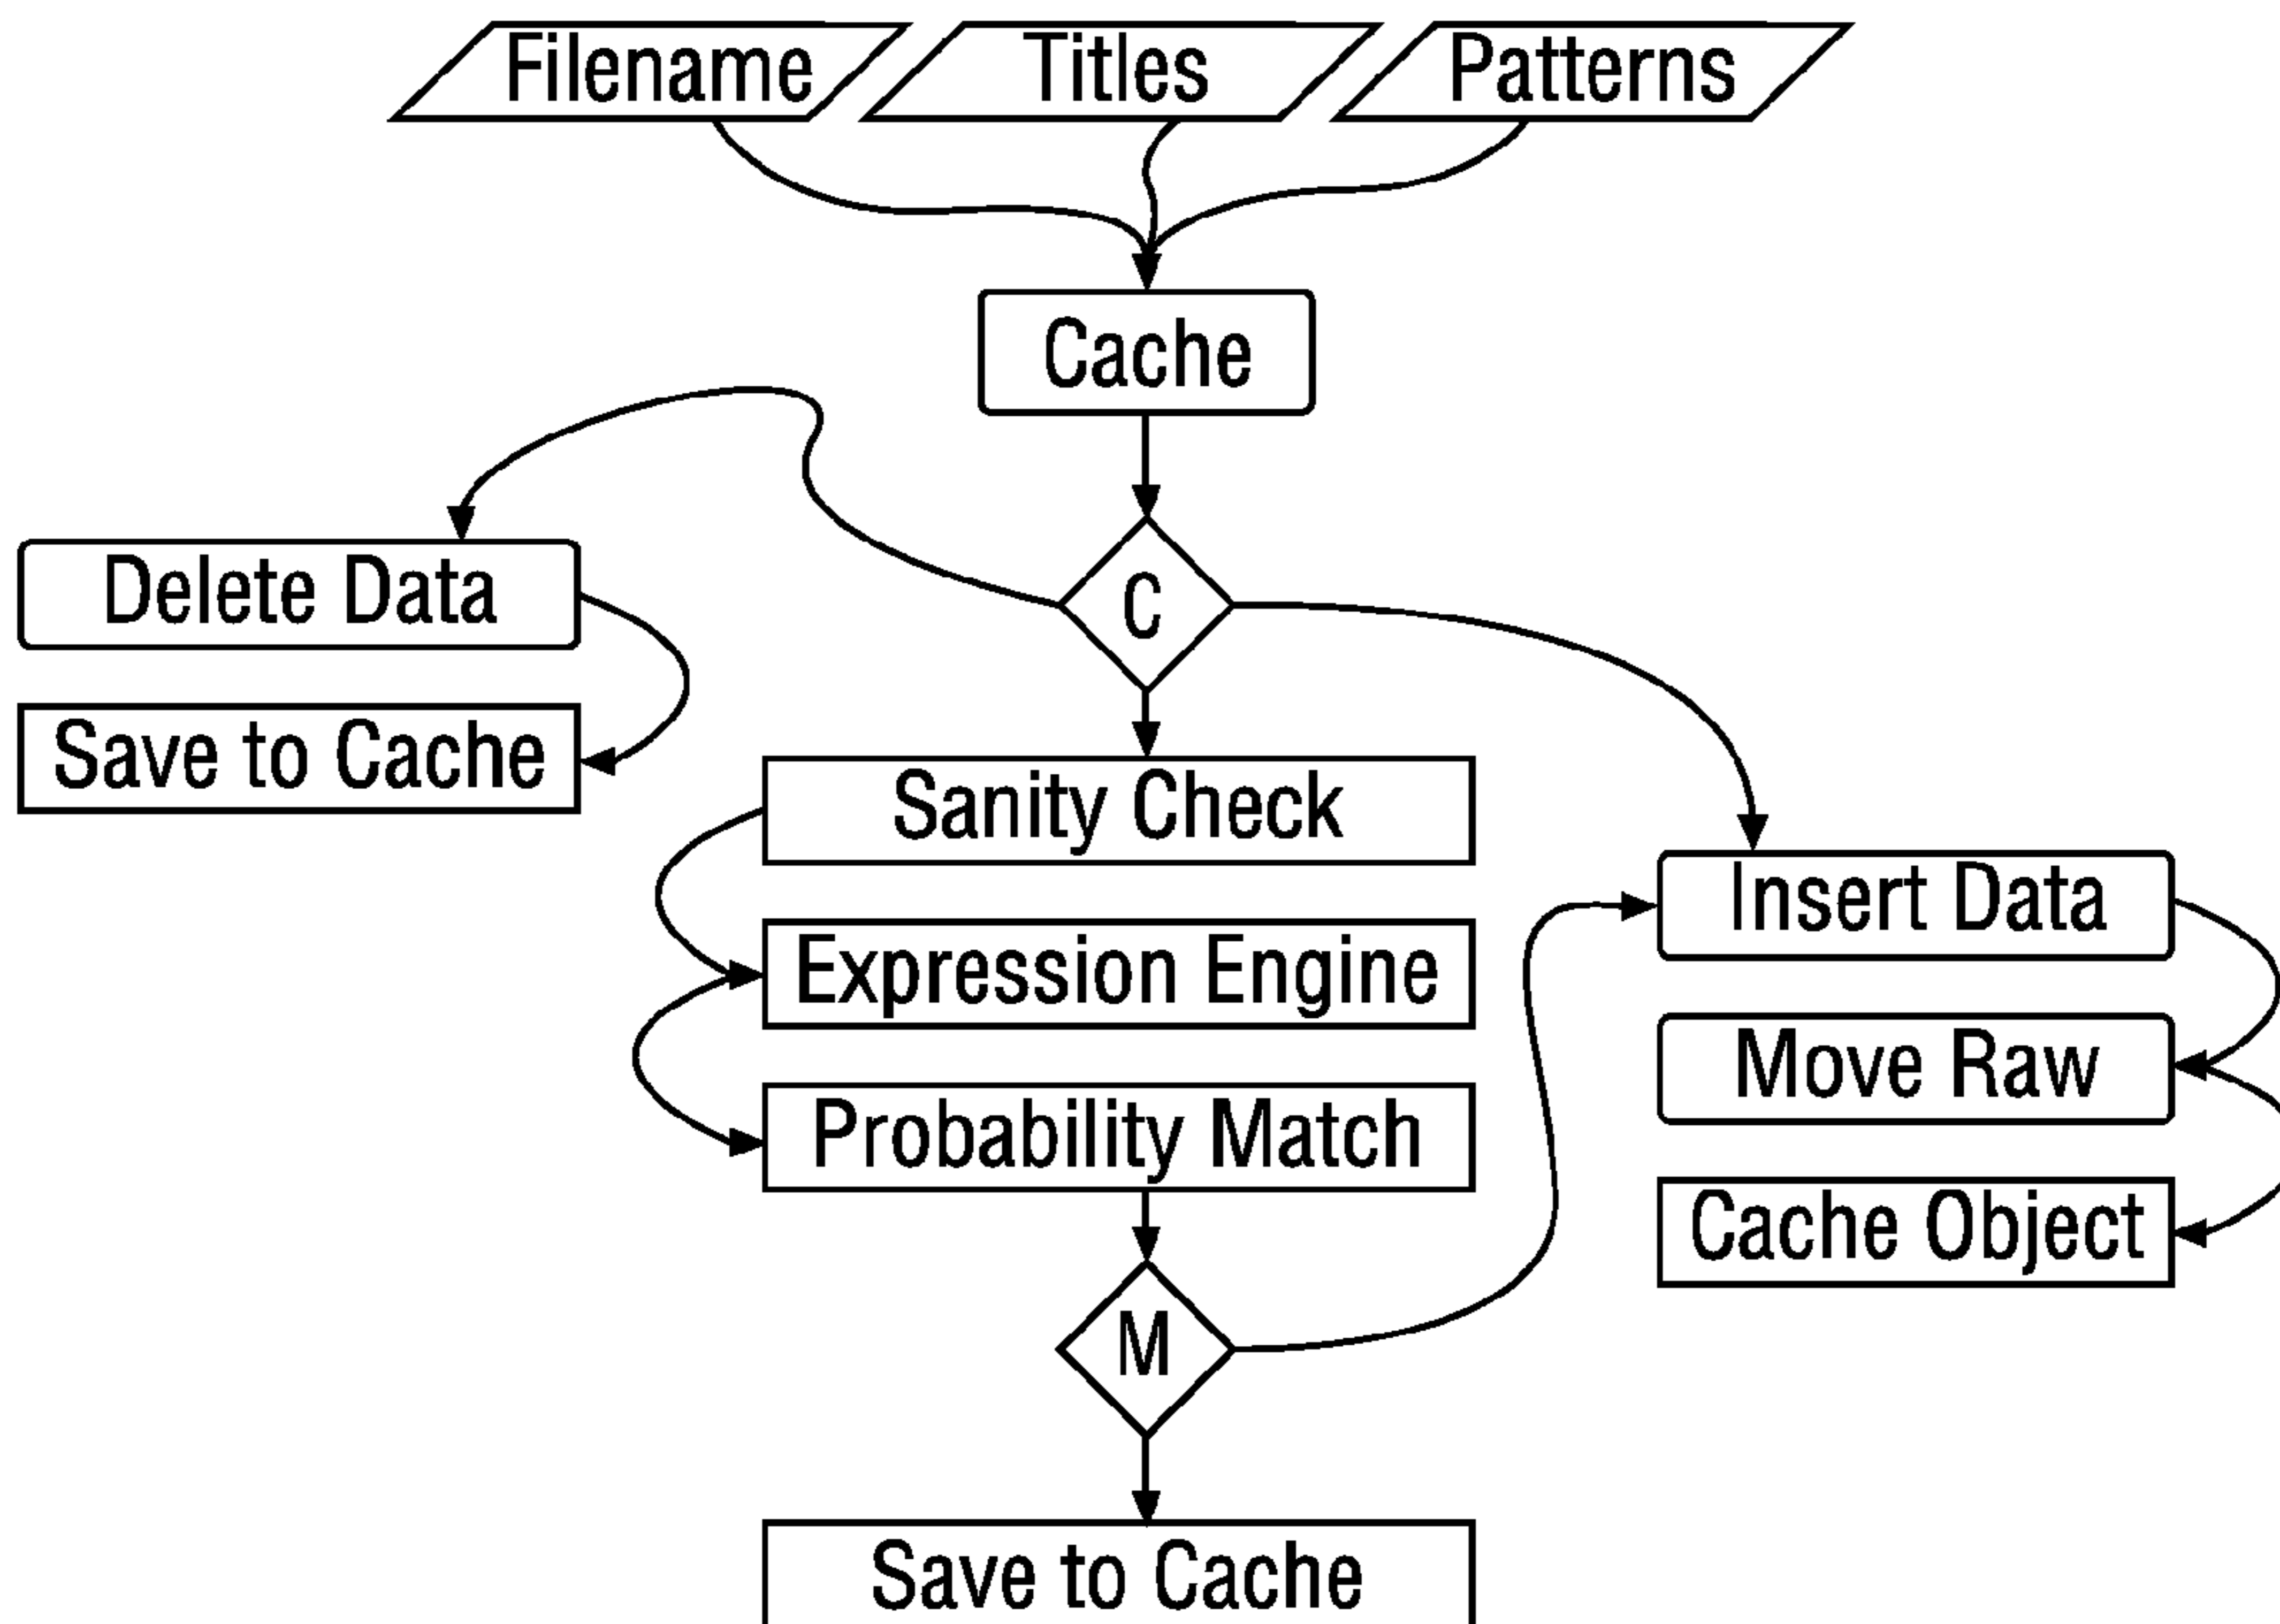 Filename
Titles
Patterns
Cache
Delete Data
C
Save to Cache
Sanity Check
Insert Data
Expression Engine
Move Raw
Probability Match
Cache Object
M
Save to Cache